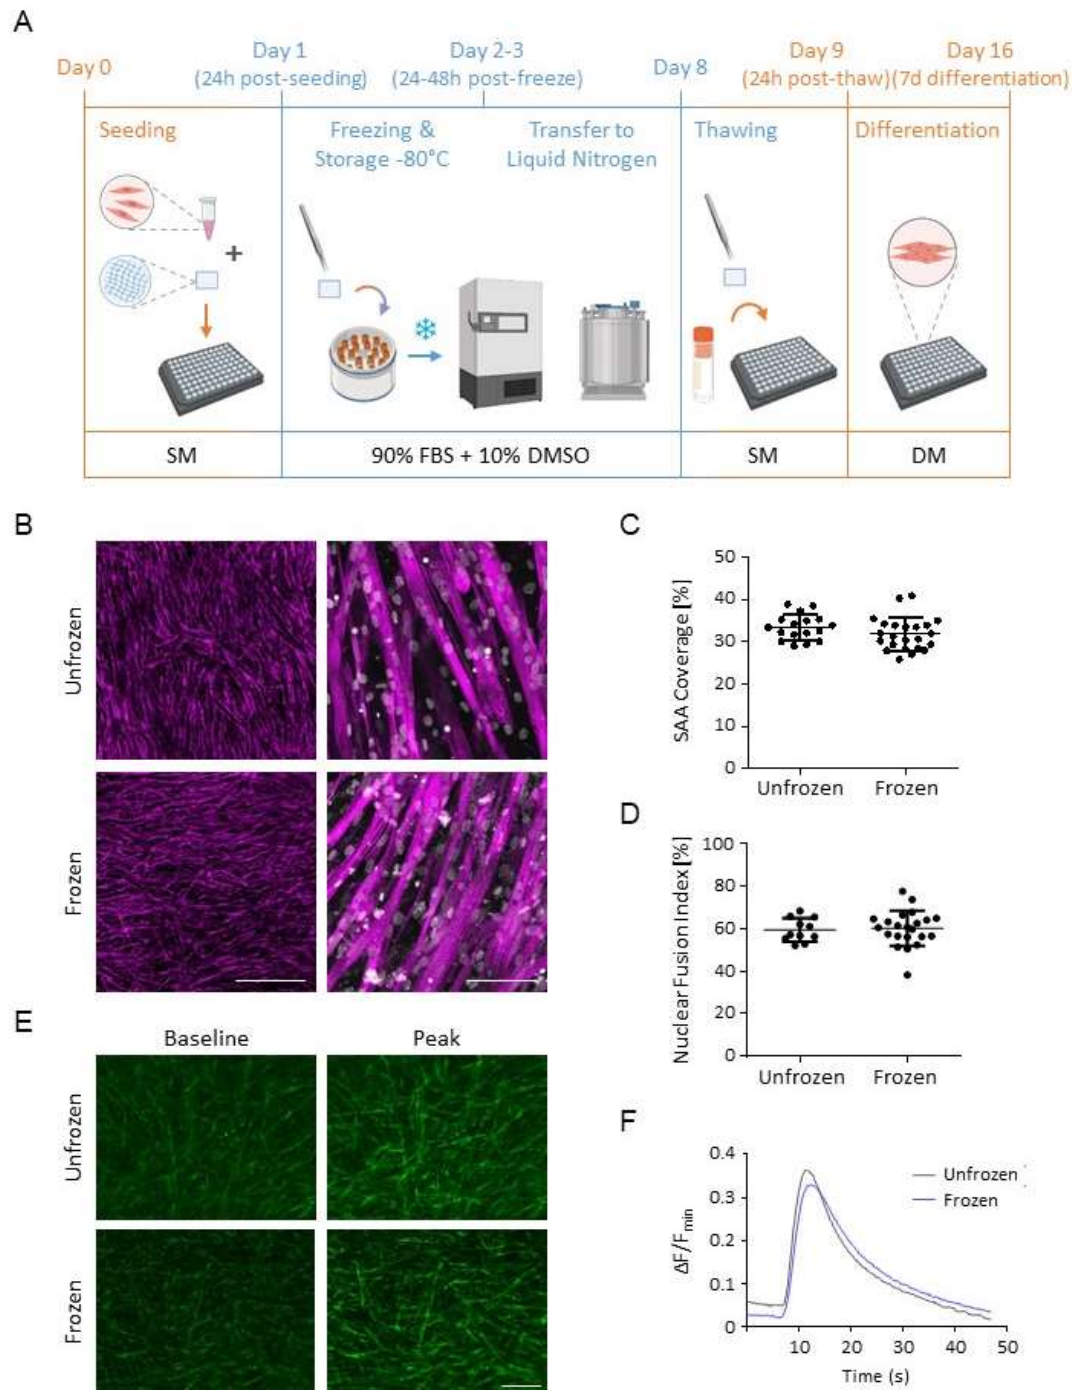 A
Day 0
Day 1
(24h post-seeding)
Day 2-3
(24-48h post-freeze)
Day 8
Day 9
(24h post-thaw)
Day 16
(7d differentiation)
Seeding
Freezing &
Storage -80°C
Transfer to
Liquid Nitrogen
Thawing
Differentiation
+
SM
90% FBS + 10% DMSO
SM
DM
B
Unfrozen
Frozen
C
SAA Coverage [%]
50
40
30
20
10
0
Unfrozen
Frozen
D
Nuclear Fusion Index [%]
100
80
60
40
20
0
Unfrozen
Frozen
E
Baseline
Peak
Unfrozen
Frozen
F
ΔF/Fmin
0.4
0.3
0.2
0.1
0
Unfrozen
Frozen
10
20
30
40
50
Time (s)